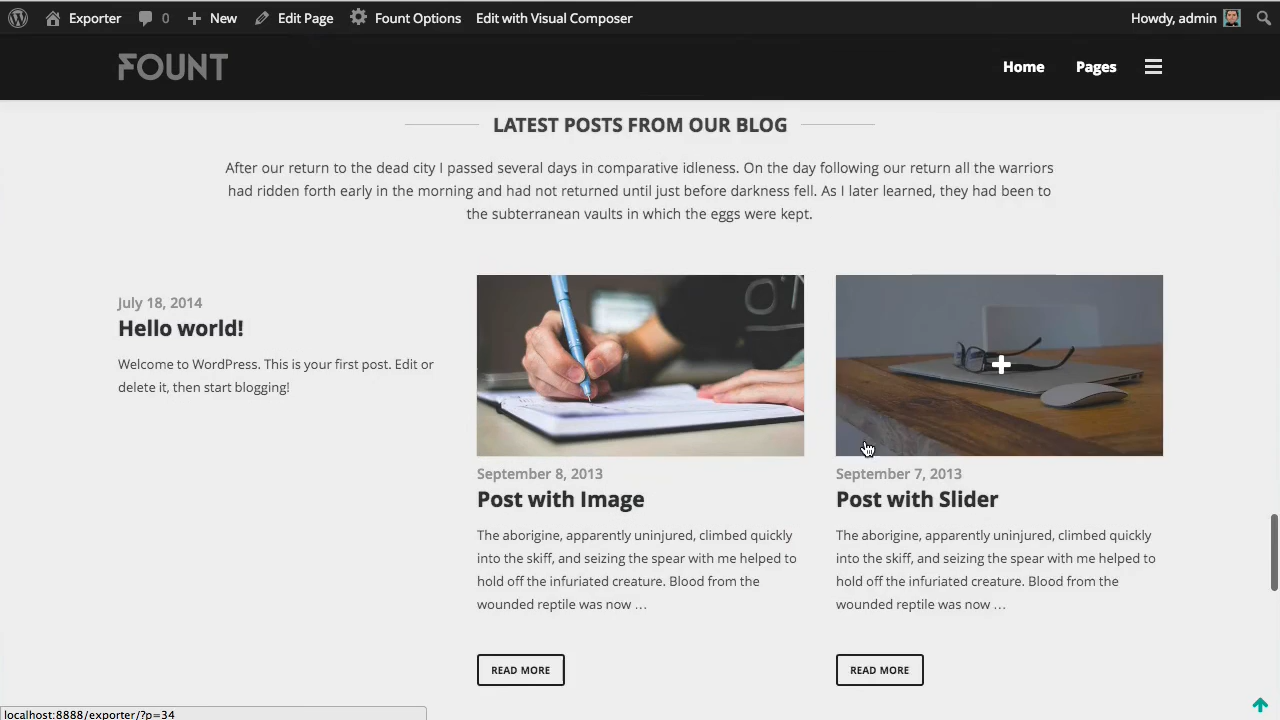 Exporter 0 New Edit Page Fount Options Edit with Visual Composer Howdy, admin
FOUNT Home Pages
LATEST POSTS FROM OUR BLOG
After our return to the dead city I passed several days in comparative idleness. On the day following our return all the warriors
had ridden forth early in the morning and had not returned until just before darkness fell. As I later learned, they had been to
the subterranean vaults in which the eggs were kept.
July 18, 2014
Hello world!
Welcome to WordPress. This is your first post. Edit or
delete it, then start blogging!
September 8, 2013
Post with Image
The aborigine, apparently uninjured, climbed quickly
into the skiff, and seizing the spear with me helped to
hold off the infuriated creature. Blood from the
wounded reptile was now …
READ MORE
September 7, 2013
Post with Slider
The aborigine, apparently uninjured, climbed quickly
into the skiff, and seizing the spear with me helped to
hold off the infuriated creature. Blood from the
wounded reptile was now …
READ MORE
localhost:8888/exporter/?p=34